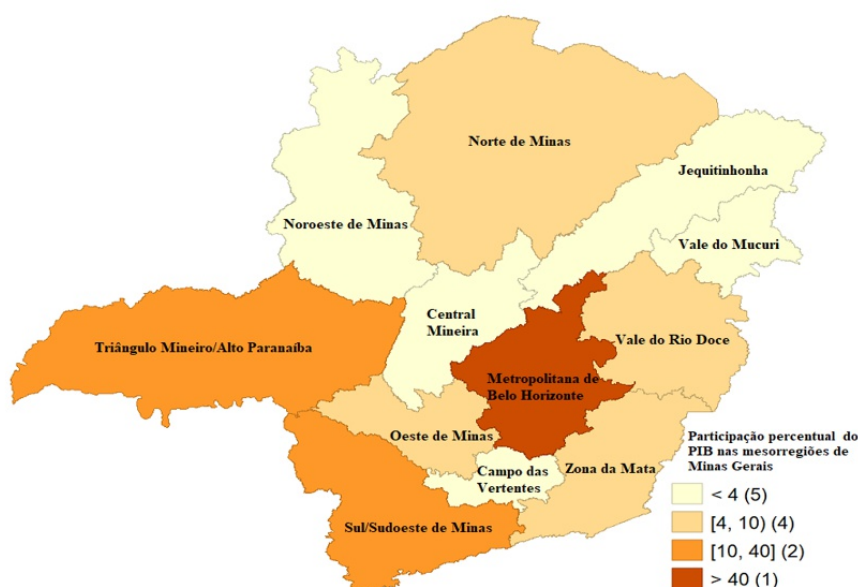 Norte de Minas
Jequitinhonha
Noroeste de Minas
Vale do Mucuri
Central
Mineira
Triângulo Mineiro/Alto Paranaíba
Vale do Rio Doce
Metropolitana de
Belo Horizonte
Oeste de Minas
Campo das
Vertentes
Zona da Mata
Sul/Sudoeste de Minas
Participação percentual do
PIB nas mesorregiões de
Minas Gerais
< 4 (5)
[4, 10) (4)
[10, 40] (2)
> 40 (1)